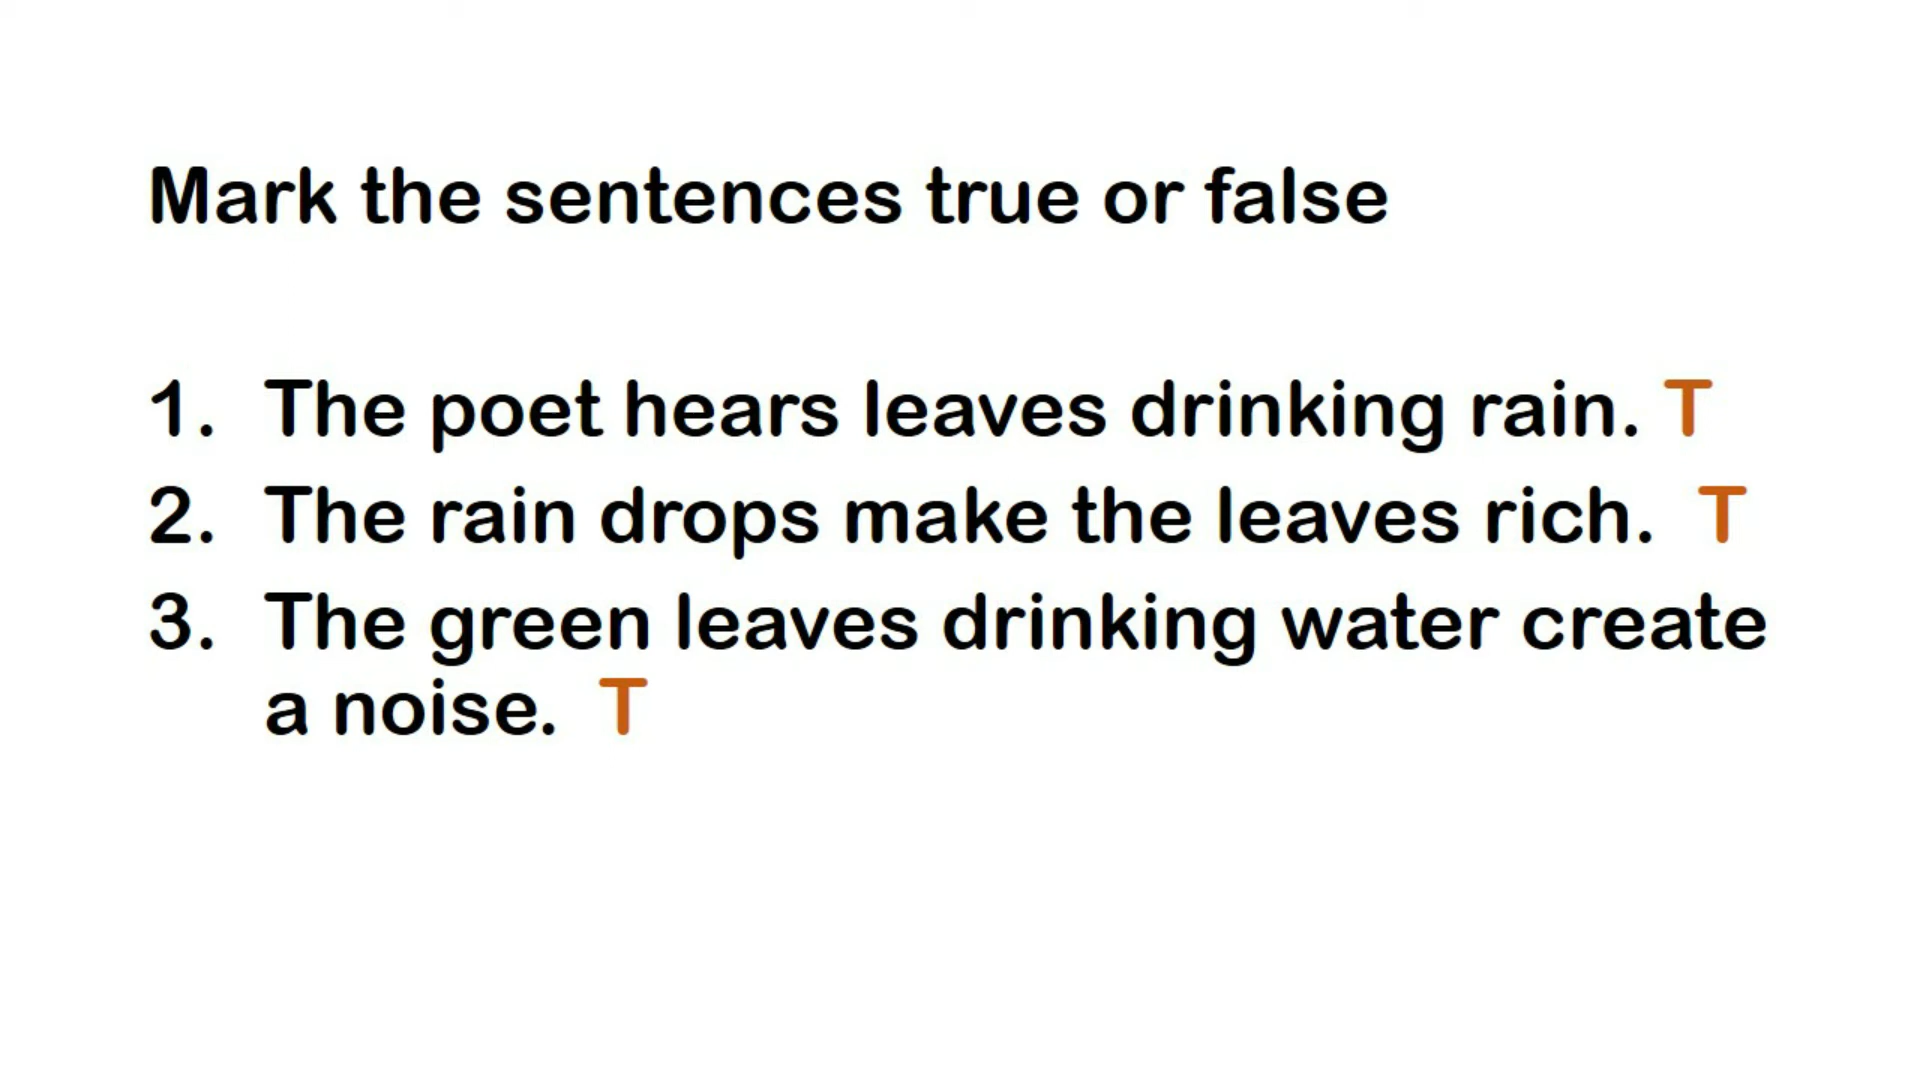 Mark the sentences true or false
1. The poet hears leaves drinking rain. T
2. The rain drops make the leaves rich. T
3. The green leaves drinking water create
a noise. T